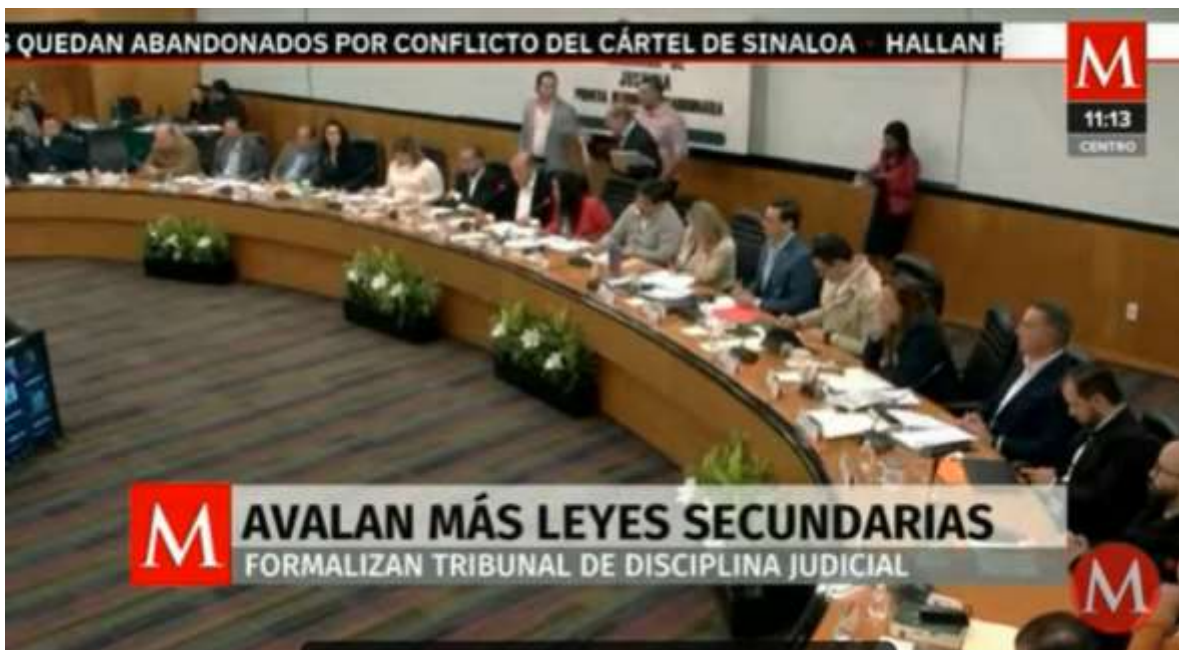 QUEDAN ABANDONADOS POR CONFLICTO DEL CÁRTEL DE SINALOA - HALLAN
M
11:13
CENTRO
JUSTICIA
M
AVALAN MÁS LEYES SECUNDARIAS
FORMALIZAN TRIBUNAL DE DISCIPLINA JUDICIAL
M